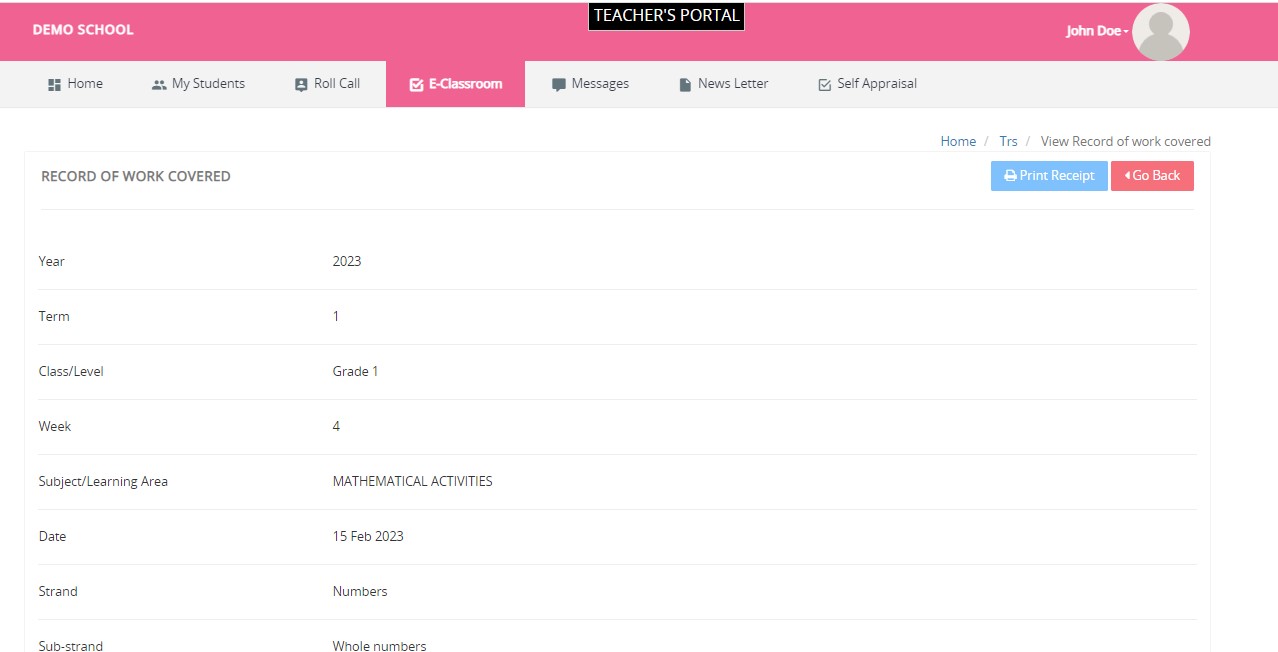 TEACHER'S PORTAL
DEMO SCHOOL
John Doe
Home My Students Roll Call E-Classroom Messages News Letter Self Appraisal
Home / Trs / View Record of work covered
RECORD OF WORK COVERED Print Receipt Go Back
Year 2023
Term 1
Class/Level Grade 1
Week 4
Subject/Learning Area MATHEMATICAL ACTIVITIES
Date 15 Feb 2023
Strand Numbers
Sub-strand Whole numbers